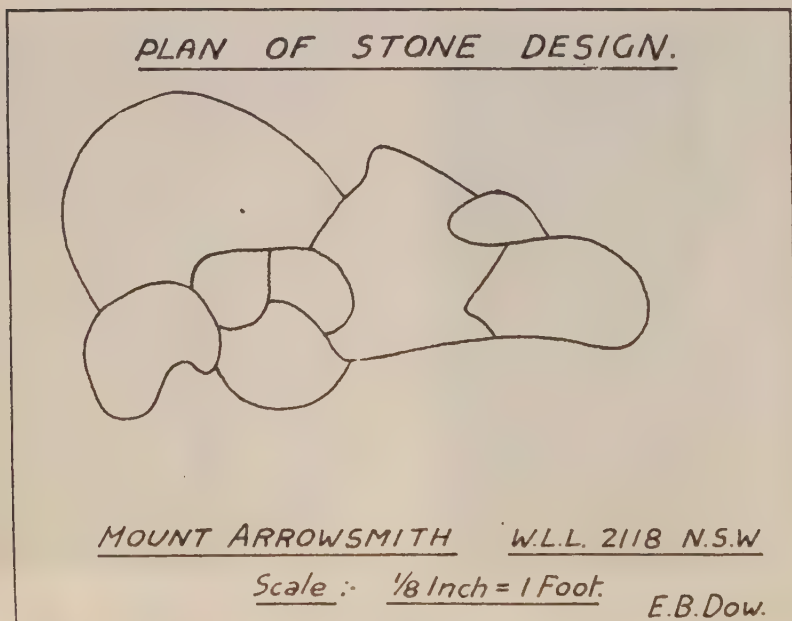 PLAN OF STONE DESIGN.
MOUNT ARROWSMITH W.L.L. 2118 N.S.W
Scale :- 1/8 Inch = 1 Foot.
E.B.Dow.